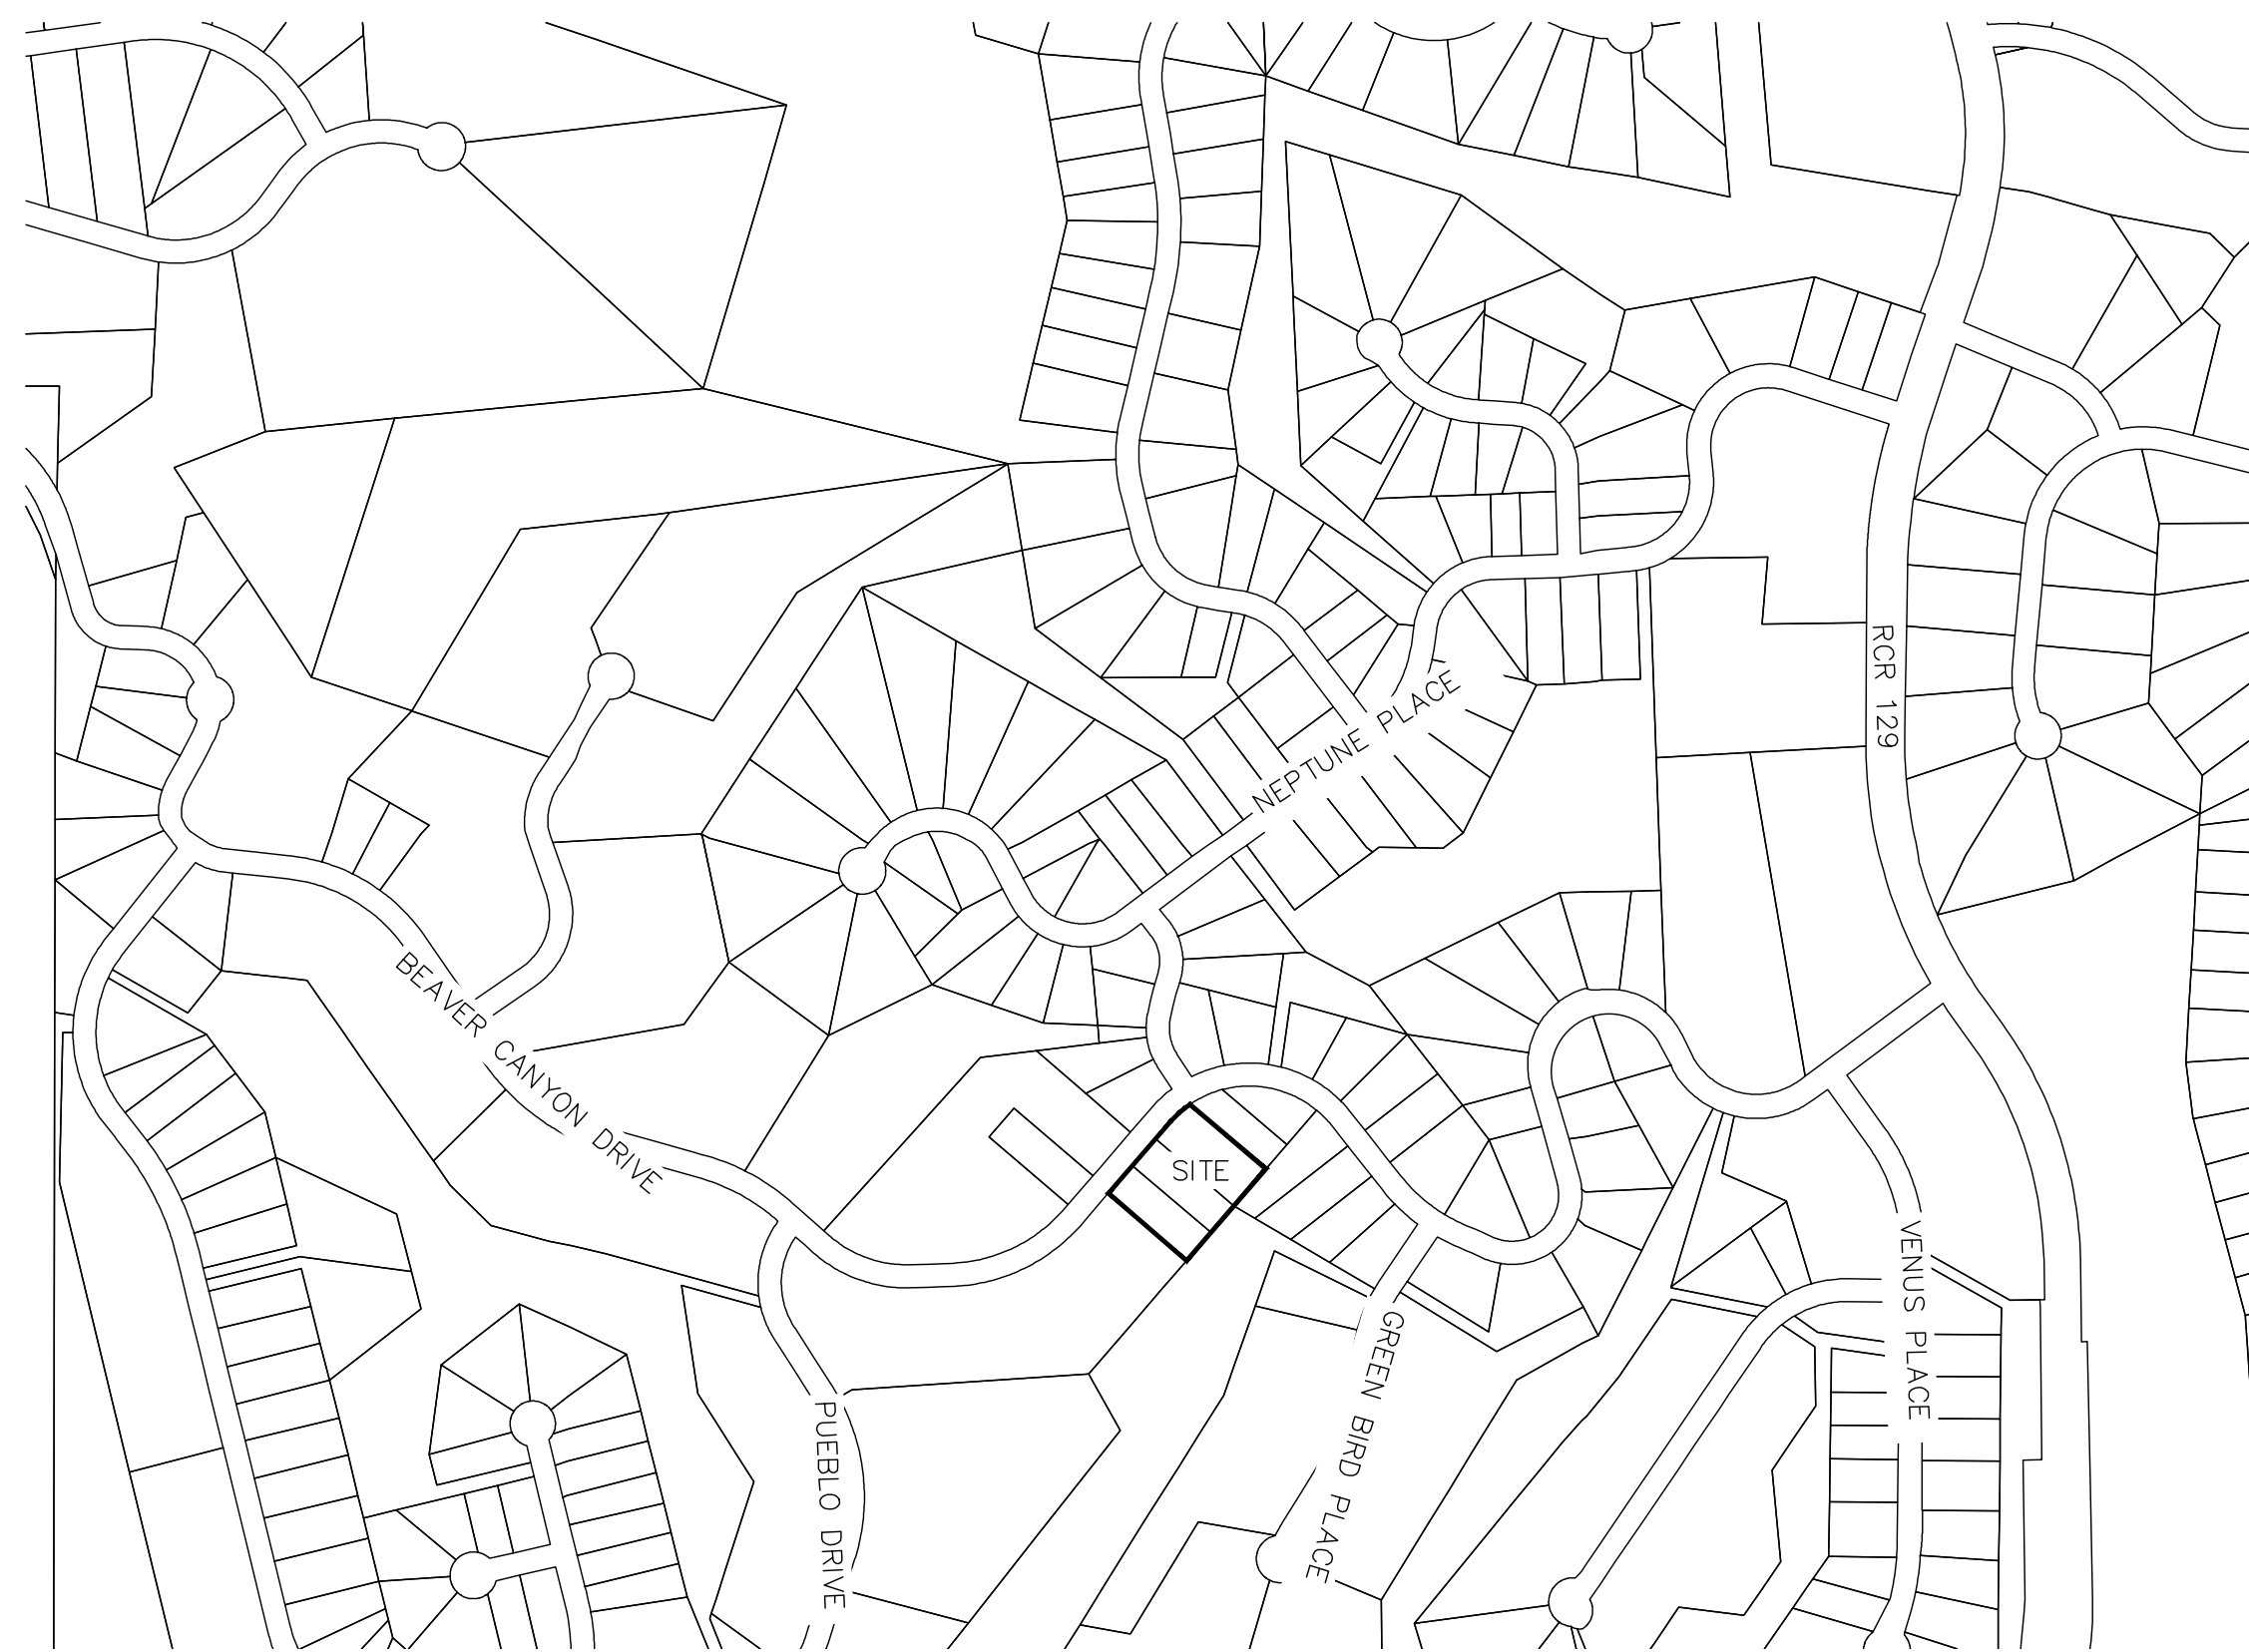 RCR 129
NEPTUNE PLACE
BEAVER CANYON DRIVE
SITE
VENUS PLACE
GREEN BIRD PLACE
PUEBLO DRIVE